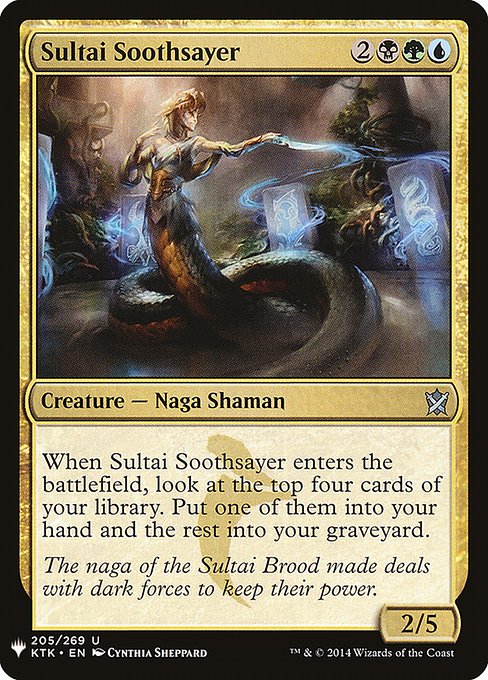 Sultai Soothsayer 2
Creature — Naga Shaman
When Sultai Soothsayer enters the
battlefield, look at the top four cards of
your library. Put one of them into your
hand and the rest into your graveyard.
The naga of the Sultai Brood made deals
with dark forces to keep their power.
2/5
205/269 U
KTK • EN Cynthia Sheppard
™ & © 2014 Wizards of the Coast